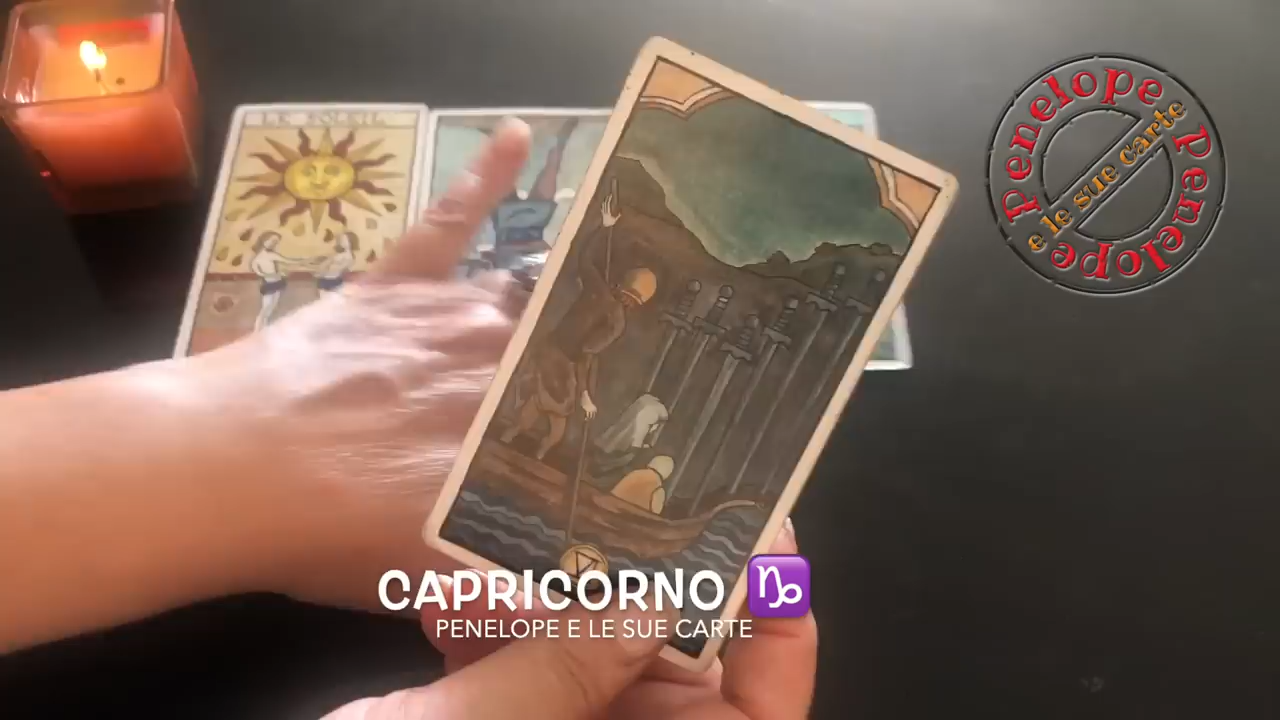 LE SOLEIL
Penelope
e le sue carte
Penelope
CAPRICORNO ♑
PENELOPE E LE SUE CARTE